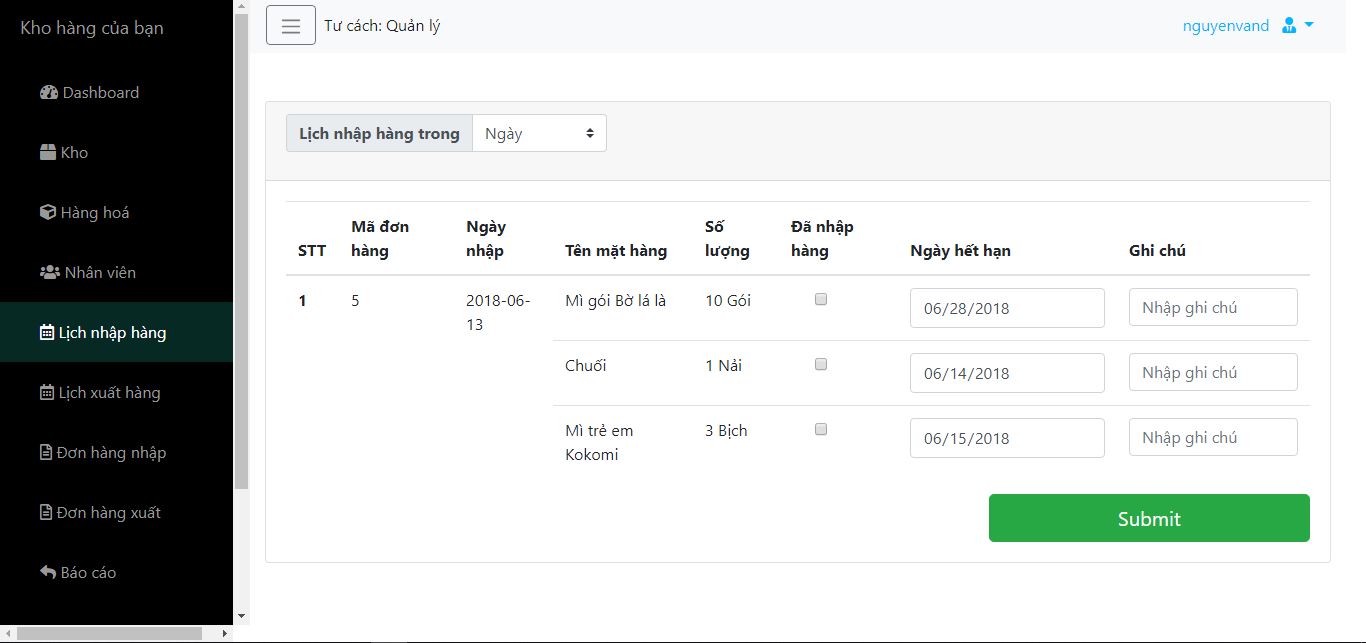 Kho hàng của bạn
Dashboard
Kho
Hàng hoá
Nhân viên
Lịch nhập hàng
Lịch xuất hàng
Đơn hàng nhập
Đơn hàng xuất
Báo cáo
Tư cách: Quản lý
nguyenvand
Lịch nhập hàng trong
Ngày
STT
Mã đơn
hàng
Ngày
nhập
Tên mặt hàng
Số
lượng
Đã nhập
hàng
Ngày hết hạn
Ghi chú
1
5
2018-06-
13
Mì gói Bờ lá là
10 Gói
06/28/2018
Nhập ghi chú
Chuối
1 Nải
06/14/2018
Nhập ghi chú
Mì trẻ em
Kokomi
3 Bịch
06/15/2018
Nhập ghi chú
Submit